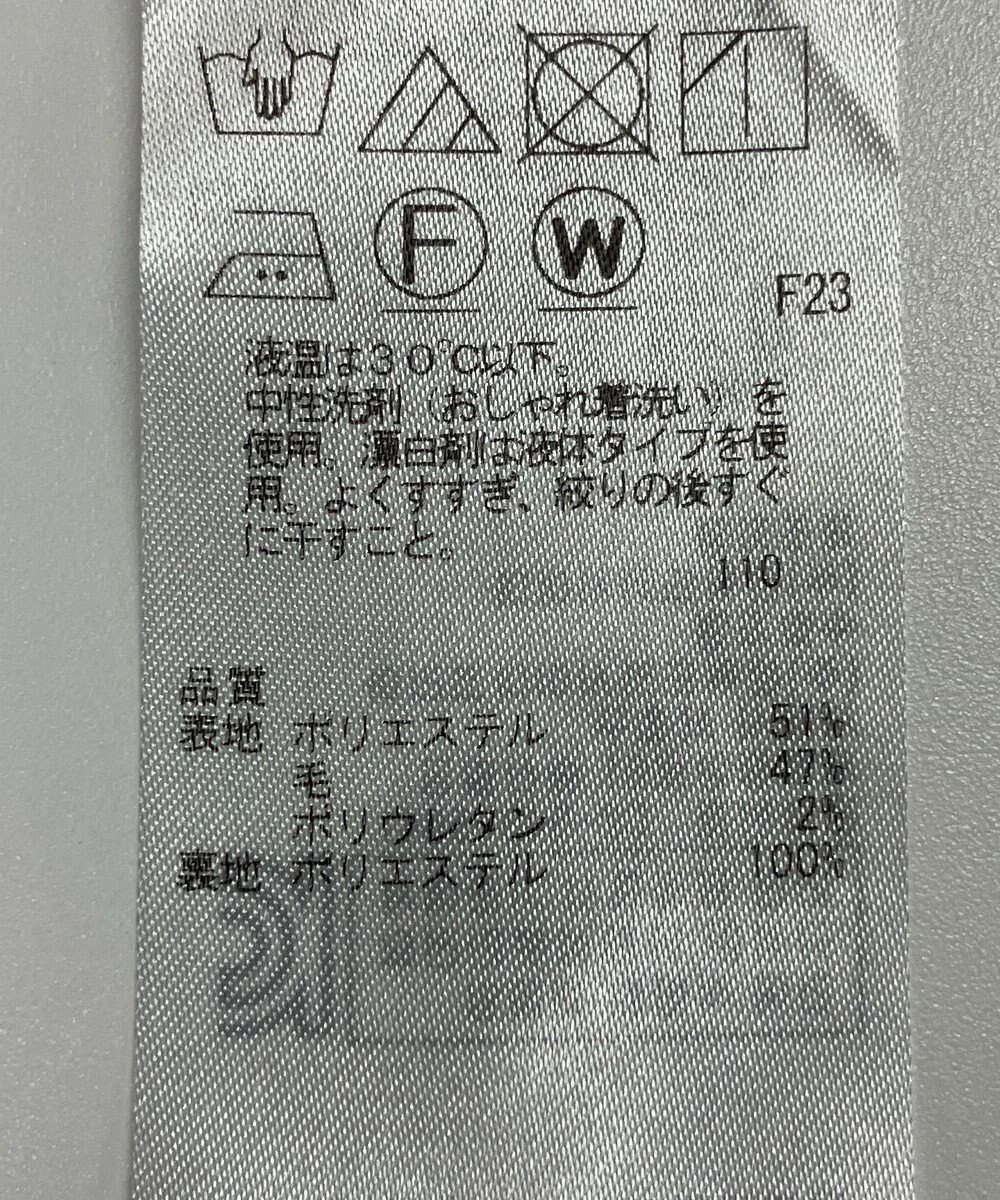 F
W
F23
液温は30℃以下。
中性洗剤（おしゃれ着洗い）を
使用。漂白剤は液体タイプを使
用。よくすすぎ、絞りの後すぐ
に干すこと。
110
品質
表地 ポリエステル 51%
毛 47%
ポリウレタン 2%
裏地 ポリエステル 100%